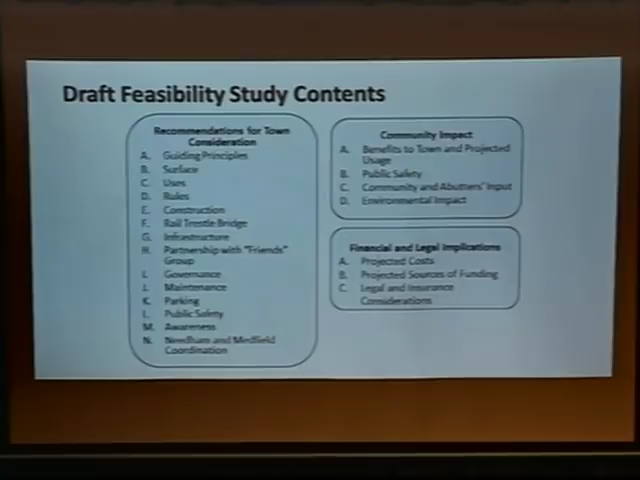 Draft Feasibility Study Contents
Recommendations for Town
Consideration
A. Guiding Principles
B. Surface
C. Uses
D. Rules
E. Construction
F. Rail Trestle Bridge
G. Infrastructure
H. Partnership with "Friends"
Group
I. Governance
J. Maintenance
K. Parking
L. Public Safety
M. Awareness
N. Needham and Medfield
Coordination
Community Impact
A. Benefits to Town and Projected
Usage
B. Public Safety
C. Community and Abutters' Input
D. Environmental Impact
Financial and Legal Implications
A. Projected Costs
B. Projected Sources of Funding
C. Legal and Insurance
Considerations